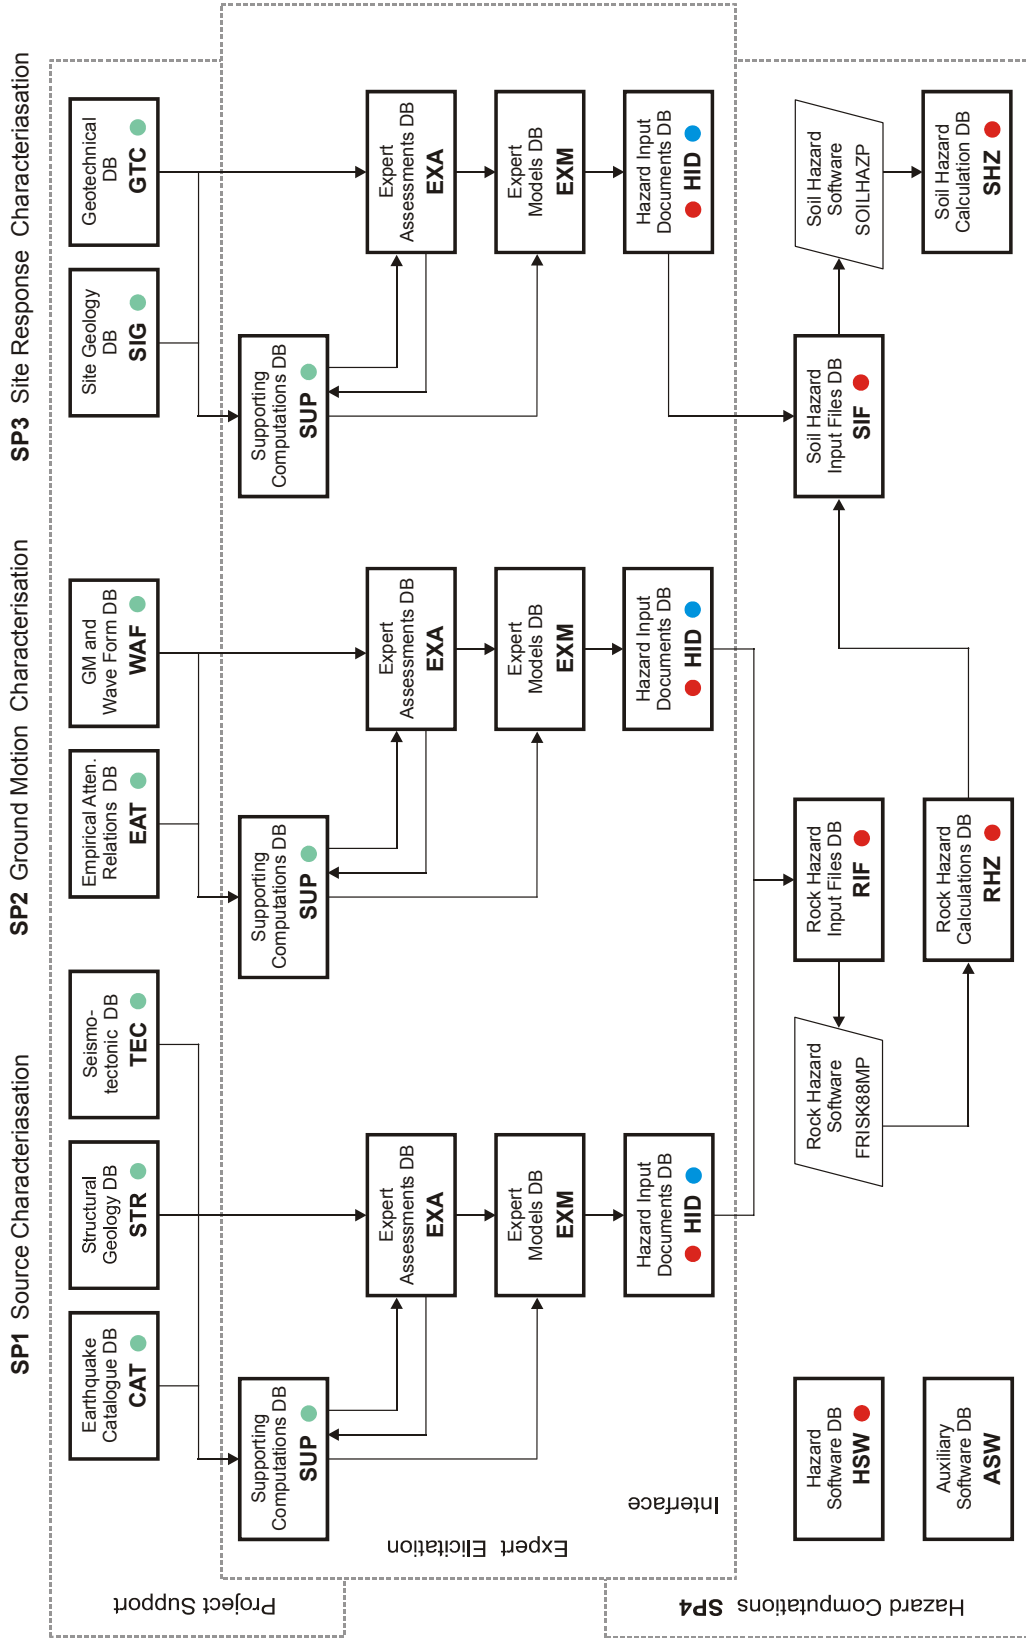 SP1 Source Characteriasation
SP2 Ground Motion Characterisation
SP3 Site Response Characteriasation
Project Support
Earthquake
Catalogue DB
CAT
Structural
Geology DB
STR
Seismo-
tectonic DB
TEC
Empirical Atten.
Relations DB
EAT
GM and
Wave Form DB
WAF
Site Geology
DB
SIG
Geotechnical
DB
GTC
Expert Elicitation
Supporting
Computations DB
SUP
Supporting
Computations DB
SUP
Supporting
Computations DB
SUP
Expert
Assessments DB
EXA
Expert
Assessments DB
EXA
Expert
Assessments DB
EXA
Expert
Models DB
EXM
Expert
Models DB
EXM
Expert
Models DB
EXM
Interface
Hazard Input
Documents DB
HID
Hazard Input
Documents DB
HID
Hazard Input
Documents DB
HID
Hazard Computations SP4
Hazard
Software DB
HSW
Rock Hazard
Software
FRISK88MP
Rock Hazard
Input Files DB
RIF
Soil Hazard
Input Files DB
SIF
Soil Hazard
Software
SOILHAZP
Auxiliary
Software DB
ASW
Rock Hazard
Calculations DB
RHZ
Soil Hazard
Calculation DB
SHZ